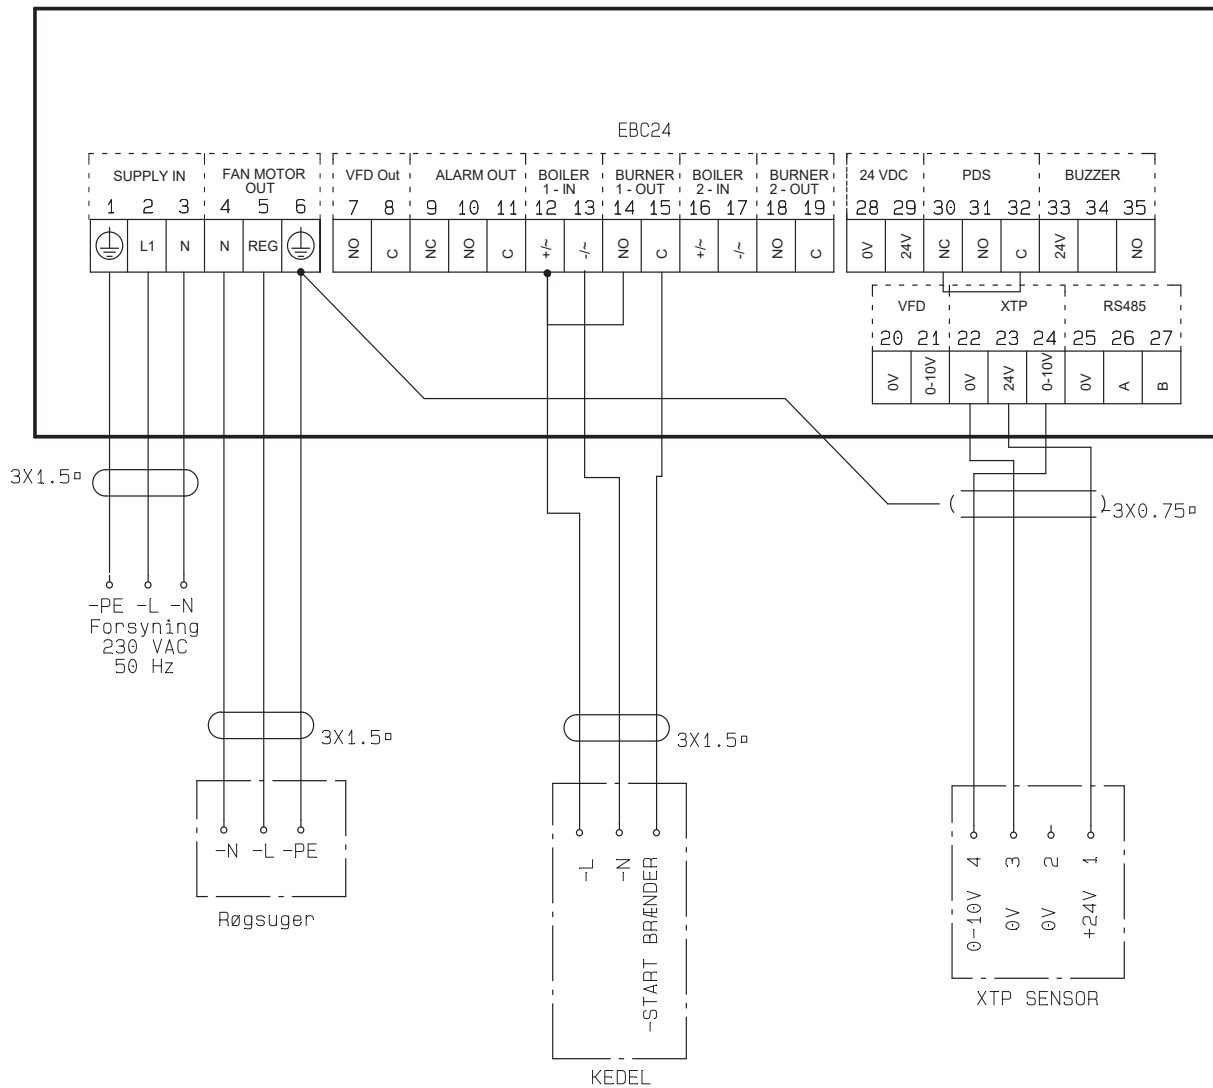 EBC24
SUPPLY IN
FAN MOTOR
OUT
VFD Out
ALARM OUT
BOILER
1 - IN
BURNER
1 - OUT
BOILER
2 - IN
BURNER
2 - OUT
24 VDC
PDS
BUZZER
1 2 3 4 5 6 7 8 9 10 11 12 13 14 15 16 17 18 19 28 29 30 31 32 33 34 35
L1 N N REG NO C NC NO C +/~ -/~ NO C +/~ -/~ NO C 0V 24V NC NO C 24V NO
VFD
XTP
RS485
20 21 22 23 24 25 26 27
0V 0-10V 0V 24V 0-10V 0V A B
3X1.5¤
-3X0.75¤
-PE -L -N
Forsyning
230 VAC
50 Hz
3X1.5¤
3X1.5¤
-N -L -PE
Røgsuger
-L
-N
-START BRÆNDER
KEDEL
0-10V 4
0V 3
0V 2
+24V 1
XTP SENSOR